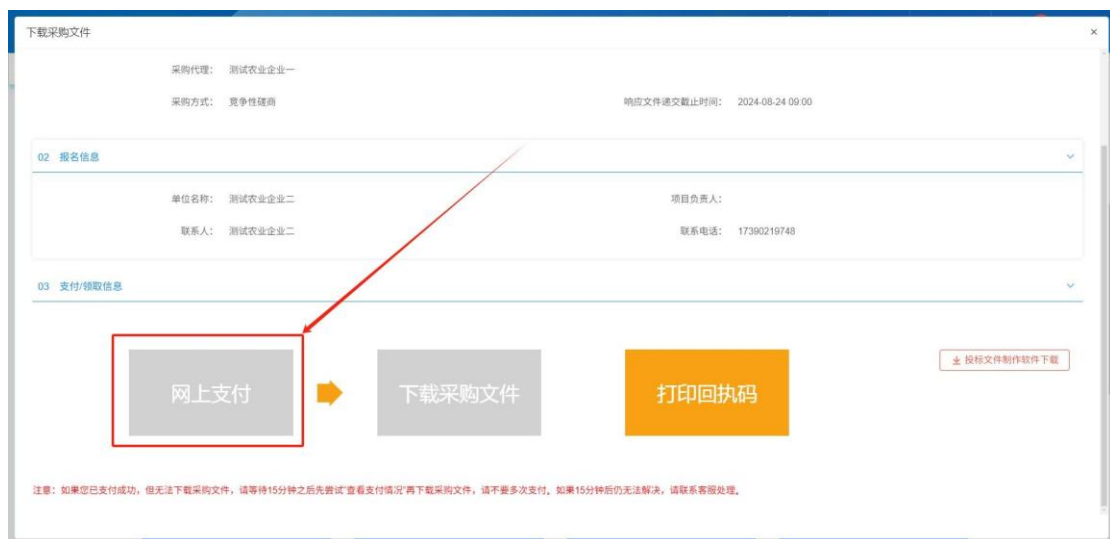 下载采购文件
×
采购代理： 测试农业企业一
采购方式： 竞争性磋商 响应文件递交截止时间： 2024-08-24 09:00
02 报名信息
单位名称： 测试农业企业二 项目负责人：
联系人： 测试农业企业二 联系电话： 17390219748
03 支付/领取信息
网上支付 下载采购文件 打印回执码 投标文件制作软件下载
注意：如果您已支付成功，但无法下载采购文件，请等待15分钟之后先尝试"查看支付情况"再下载采购文件，请不要多次支付。如果15分钟后仍无法解决，请联系客服处理。